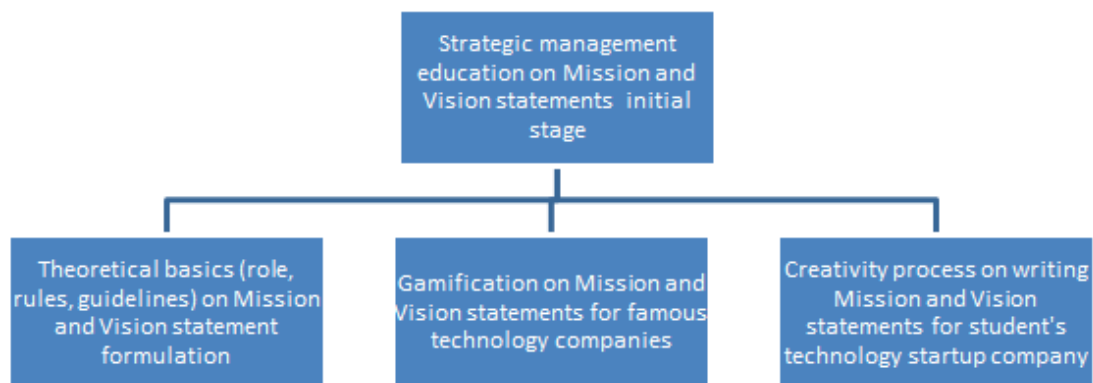 Strategic management
education on Mission and
Vision statements initial
stage
Theoretical basics (role,
rules, guidelines) on Mission
and Vision statement
formulation
Gamification on Mission and
Vision statements for famous
technology companies
Creativity process on writing
Mission and Vision
statements for student's
technology startup company